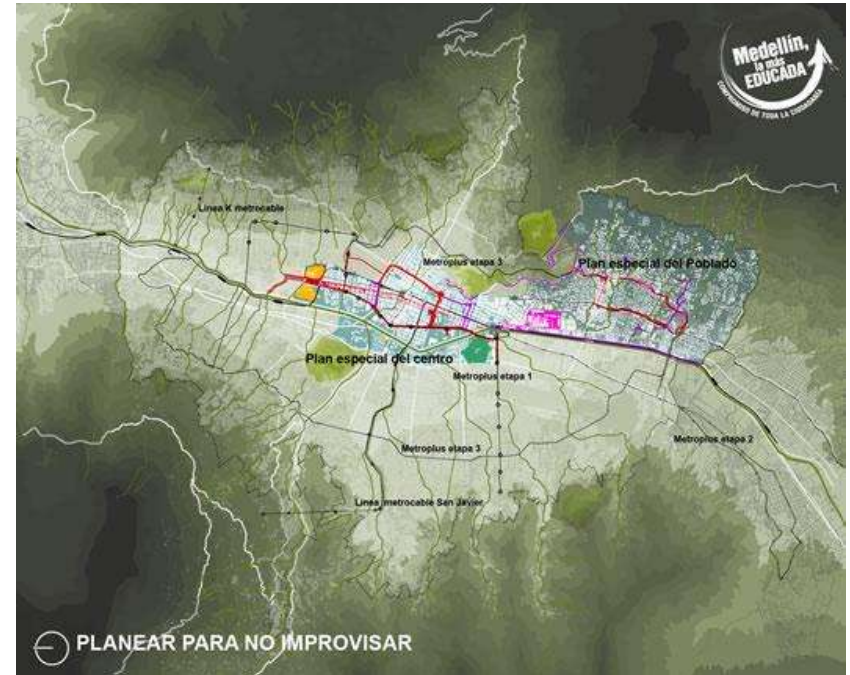 Medellín,
la más
EDUCADA
COMPROMISO DE TODA LA CIUDADANÍA
Linea K metrocable
Metroplus etapa 3
Plan especial del Poblado
Plan especial del centro
Metroplus etapa 1
Metroplus etapa 2
Metroplus etapa 3
Linea metrocable San Javier
PLANEAR PARA NO IMPROVISAR